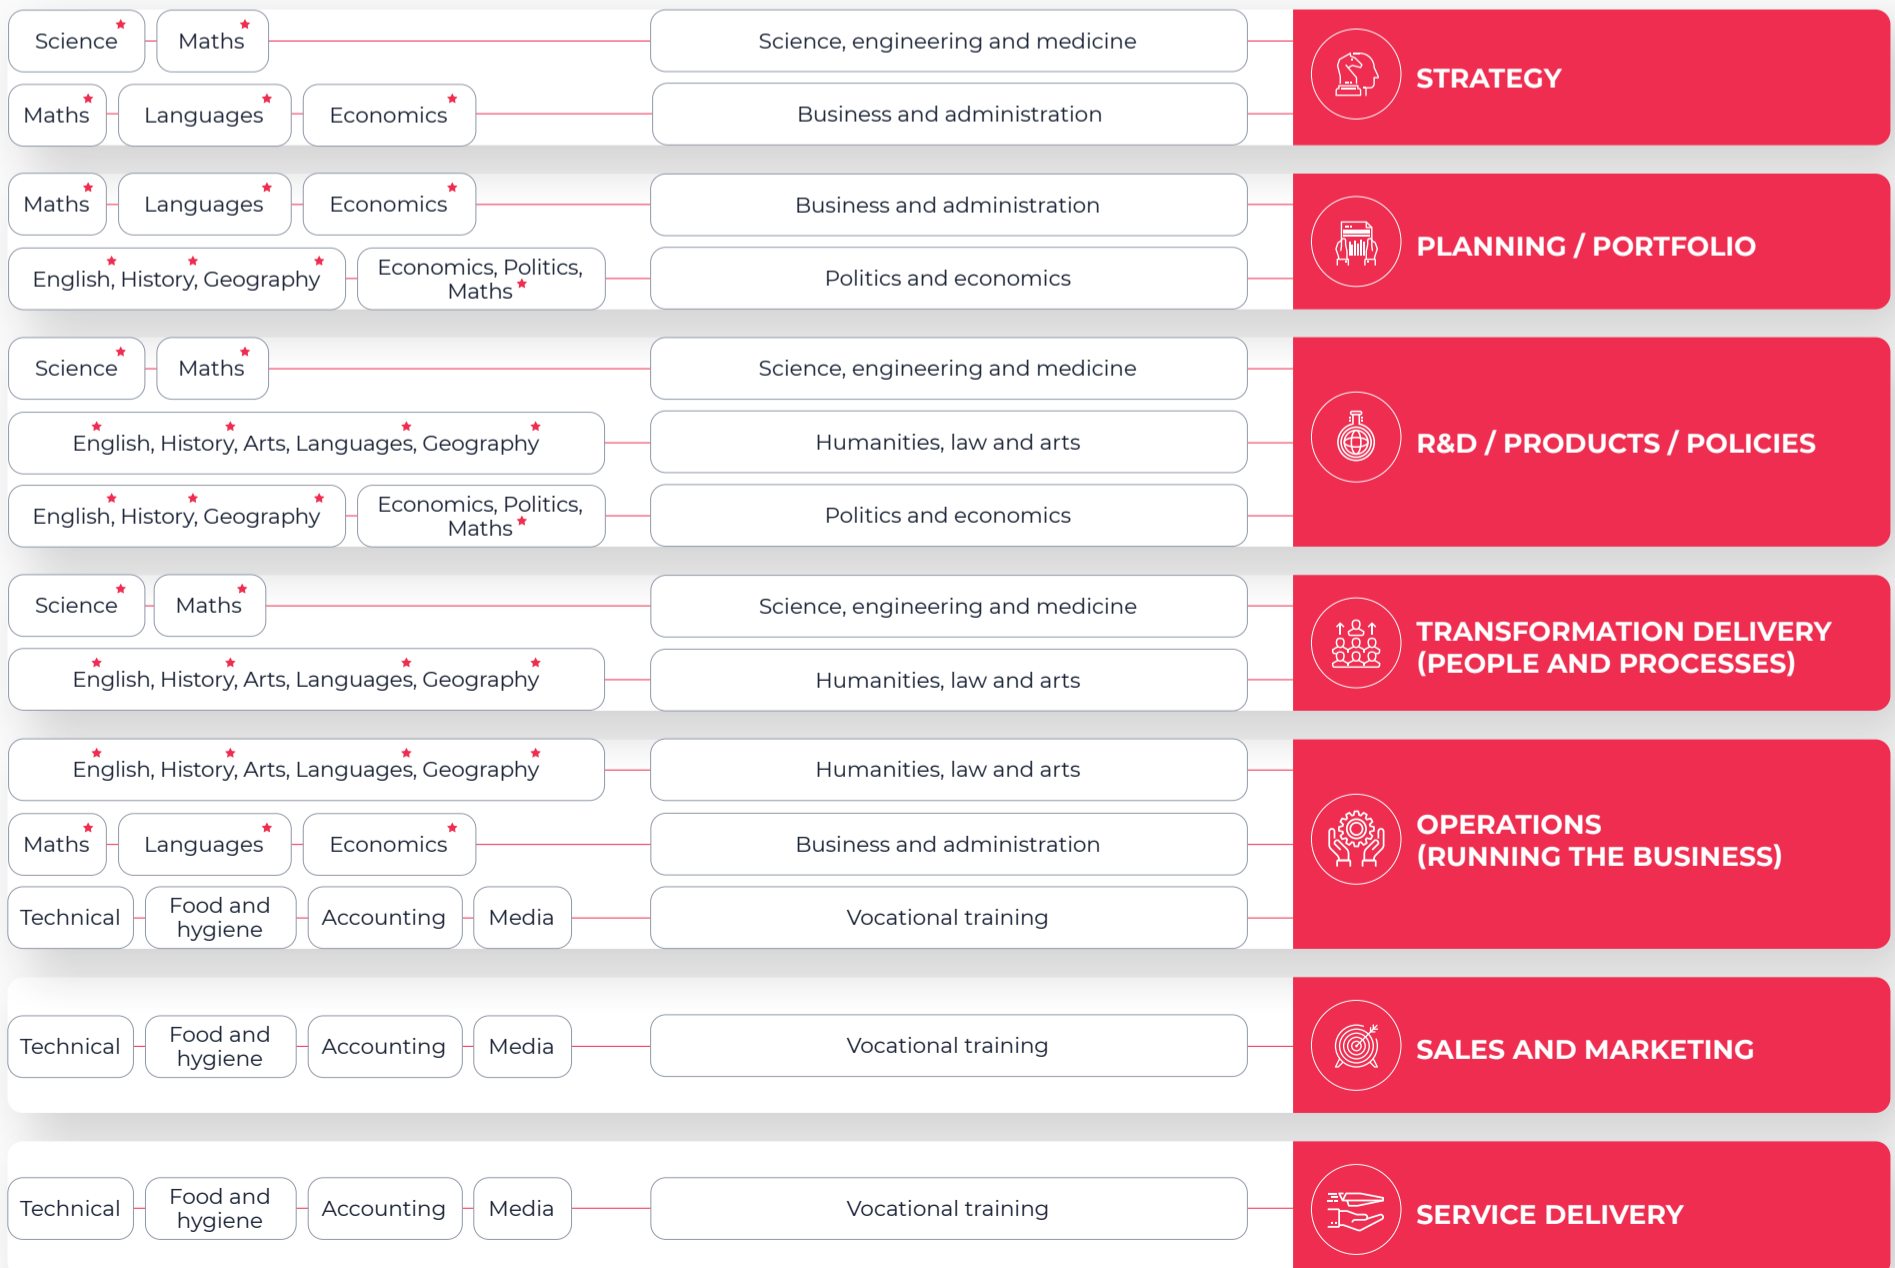 Science Maths Science, engineering and medicine
STRATEGY
Maths Languages Economics Business and administration
Maths Languages Economics Business and administration
PLANNING / PORTFOLIO
English, History, Geography Economics, Politics,
Maths Politics and economics
Science Maths Science, engineering and medicine
English, History, Arts, Languages, Geography Humanities, law and arts
R&D / PRODUCTS / POLICIES
English, History, Geography Economics, Politics,
Maths Politics and economics
Science Maths Science, engineering and medicine
TRANSFORMATION DELIVERY
(PEOPLE AND PROCESSES)
English, History, Arts, Languages, Geography Humanities, law and arts
English, History, Arts, Languages, Geography Humanities, law and arts
OPERATIONS
(RUNNING THE BUSINESS)
Maths Languages Economics Business and administration
Technical Food and
hygiene Accounting Media Vocational training
Technical Food and
hygiene Accounting Media Vocational training
SALES AND MARKETING
Technical Food and
hygiene Accounting Media Vocational training
SERVICE DELIVERY